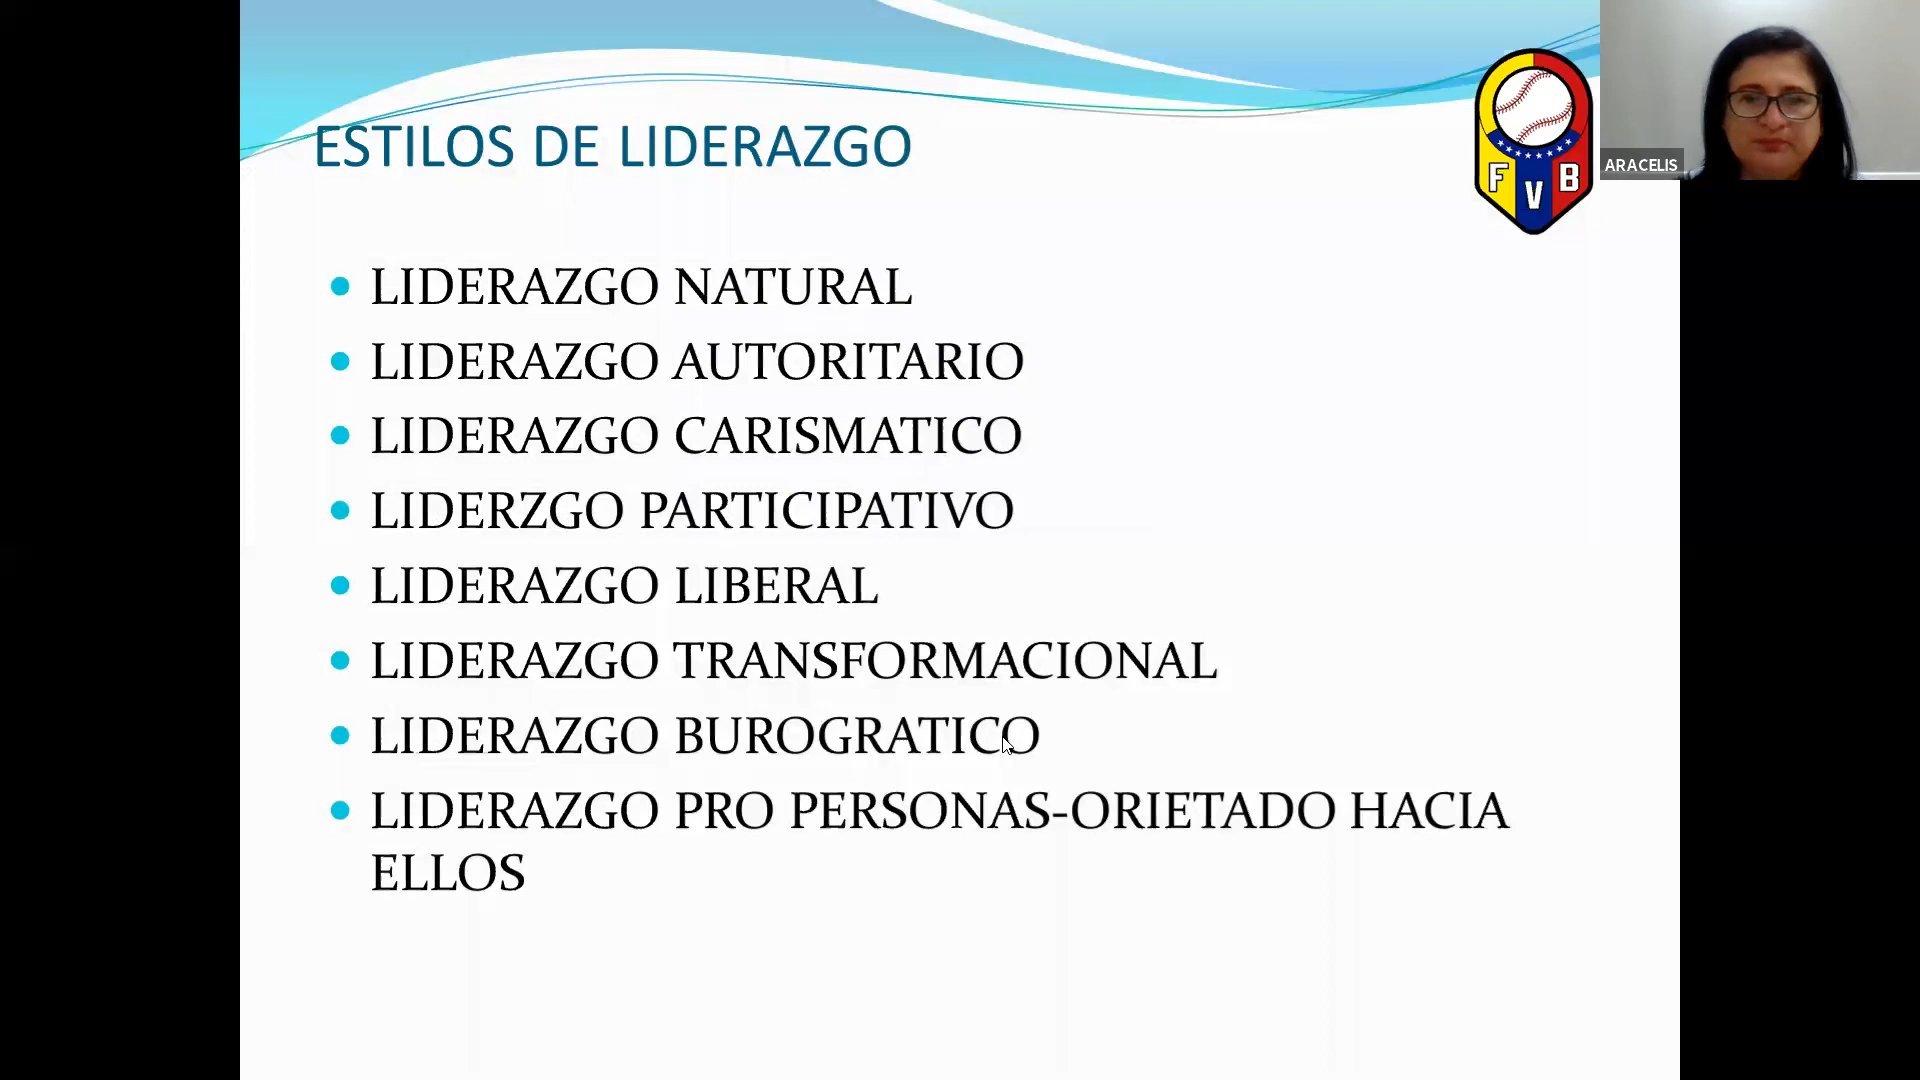 ESTILOS DE LIDERAZGO
F V B
ARACELIS
LIDERAZGO NATURAL
LIDERAZGO AUTORITARIO
LIDERAZGO CARISMATICO
LIDERZGO PARTICIPATIVO
LIDERAZGO LIBERAL
LIDERAZGO TRANSFORMACIONAL
LIDERAZGO BUROGRATICO
LIDERAZGO PRO PERSONAS-ORIETADO HACIA
ELLOS